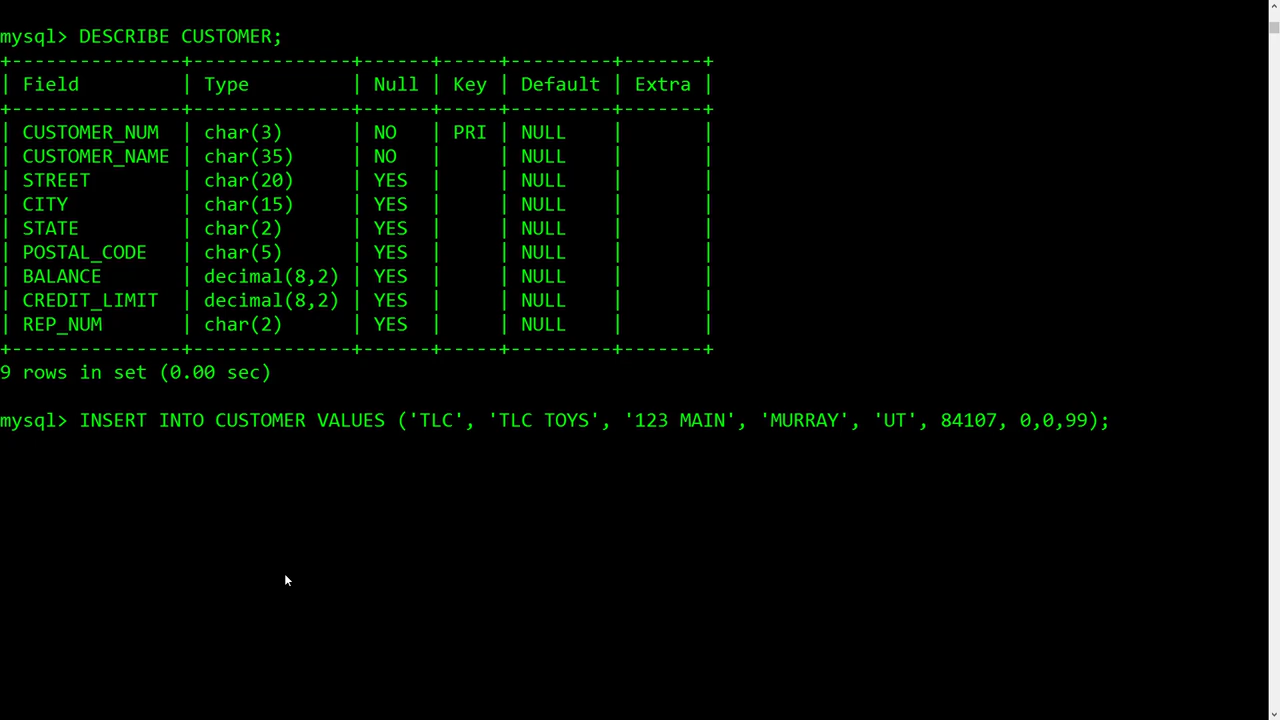 mysql> DESCRIBE CUSTOMER;
+---------------+--------------+------+-----+---------+-------+
| Field         | Type         | Null | Key | Default | Extra |
+---------------+--------------+------+-----+---------+-------+
| CUSTOMER_NUM  | char(3)      | NO   | PRI | NULL    |       |
| CUSTOMER_NAME | char(35)     | NO   |     | NULL    |       |
| STREET        | char(20)     | YES  |     | NULL    |       |
| CITY          | char(15)     | YES  |     | NULL    |       |
| STATE         | char(2)      | YES  |     | NULL    |       |
| POSTAL_CODE   | char(5)      | YES  |     | NULL    |       |
| BALANCE       | decimal(8,2) | YES  |     | NULL    |       |
| CREDIT_LIMIT  | decimal(8,2) | YES  |     | NULL    |       |
| REP_NUM       | char(2)      | YES  |     | NULL    |       |
+---------------+--------------+------+-----+---------+-------+
9 rows in set (0.00 sec)
mysql> INSERT INTO CUSTOMER VALUES ('TLC', 'TLC TOYS', '123 MAIN', 'MURRAY', 'UT', 84107, 0,0,99);